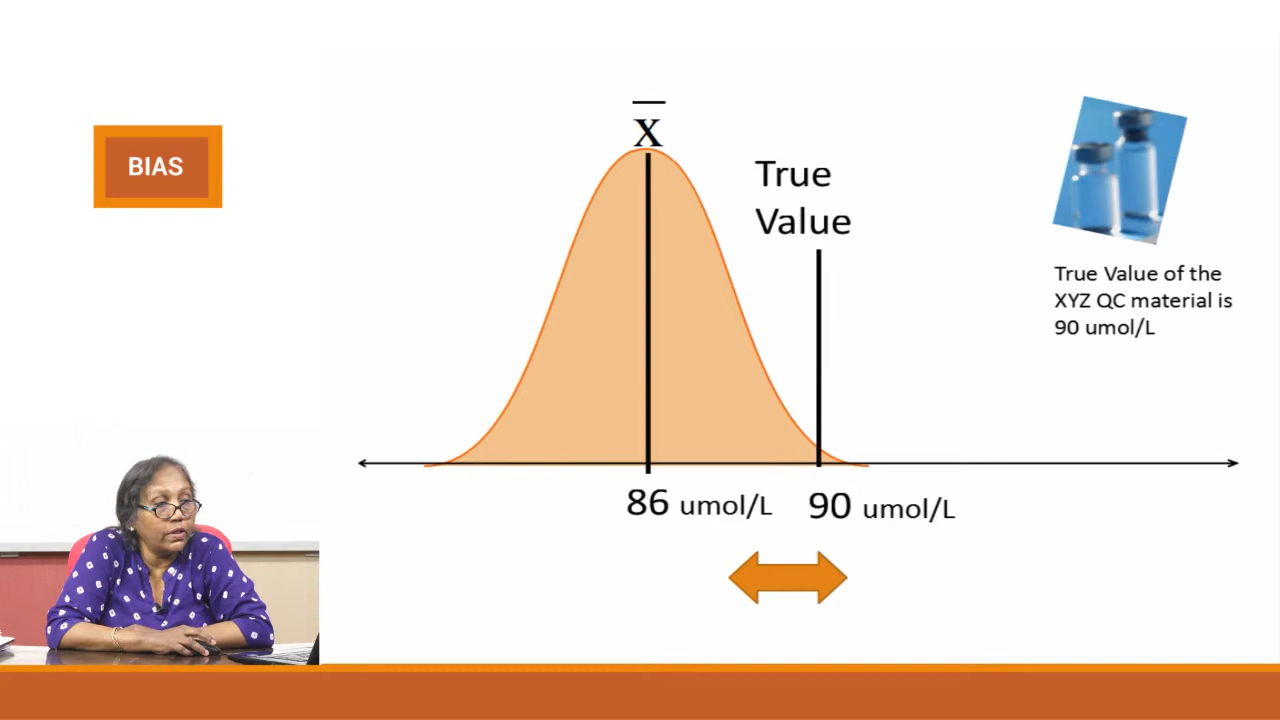 BIAS
X̄
True
Value
True Value of the
XYZ QC material is
90 umol/L
86 umol/L
90 umol/L